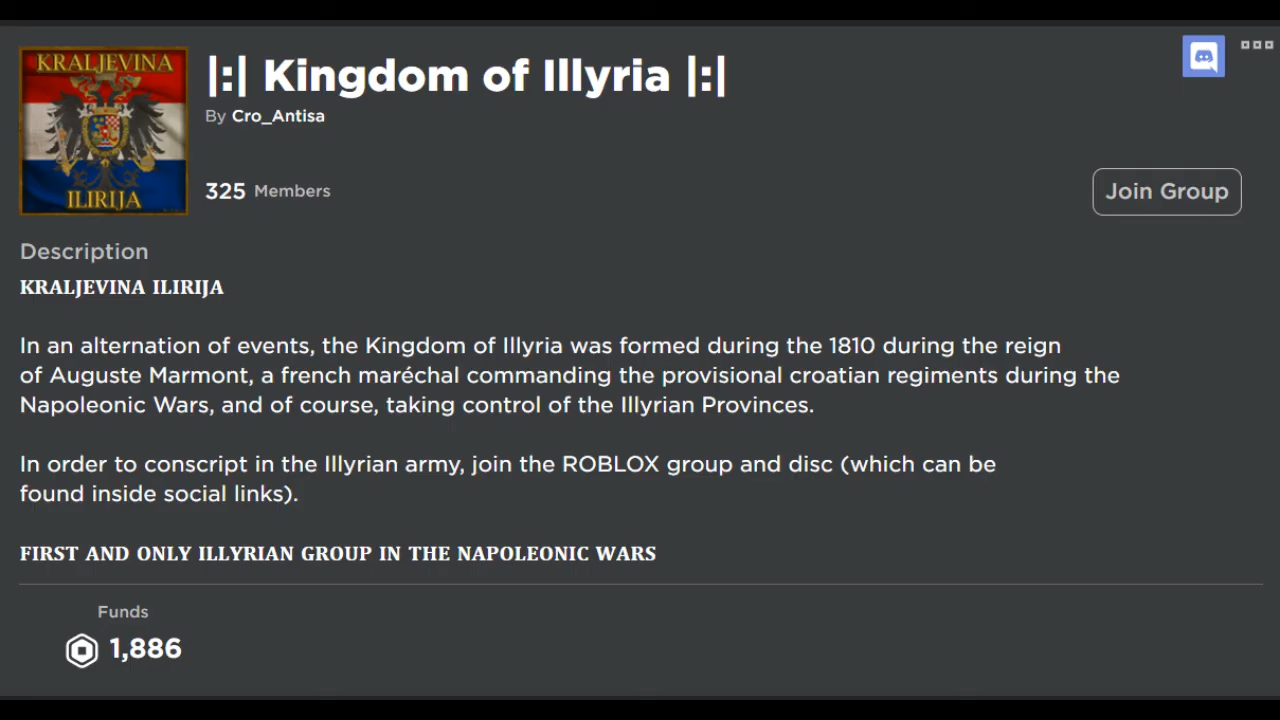 KRALJEVINA
ILIRIJA
|:| Kingdom of Illyria |:|
By Cro_Antisa
325 Members
Join Group
Description
KRALJEVINA ILIRIJA
In an alternation of events, the Kingdom of Illyria was formed during the 1810 during the reign
of Auguste Marmont, a french maréchal commanding the provisional croatian regiments during the
Napoleonic Wars, and of course, taking control of the Illyrian Provinces.
In order to conscript in the Illyrian army, join the ROBLOX group and disc (which can be
found inside social links).
FIRST AND ONLY ILLYRIAN GROUP IN THE NAPOLEONIC WARS
Funds
1,886